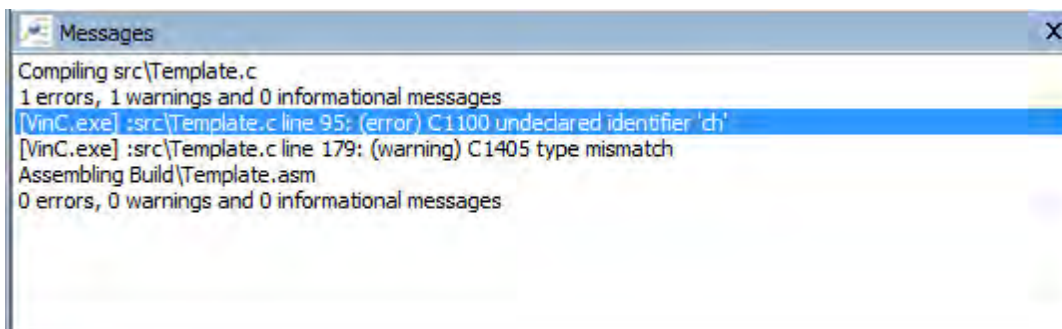 Messages
X
Compiling src\Template.c
1 errors, 1 warnings and 0 informational messages
[VinC.exe] :src\Template.c line 95: (error) C1100 undeclared identifier 'ch'
[VinC.exe] :src\Template.c line 179: (warning) C1405 type mismatch
Assembling Build\Template.asm
0 errors, 0 warnings and 0 informational messages